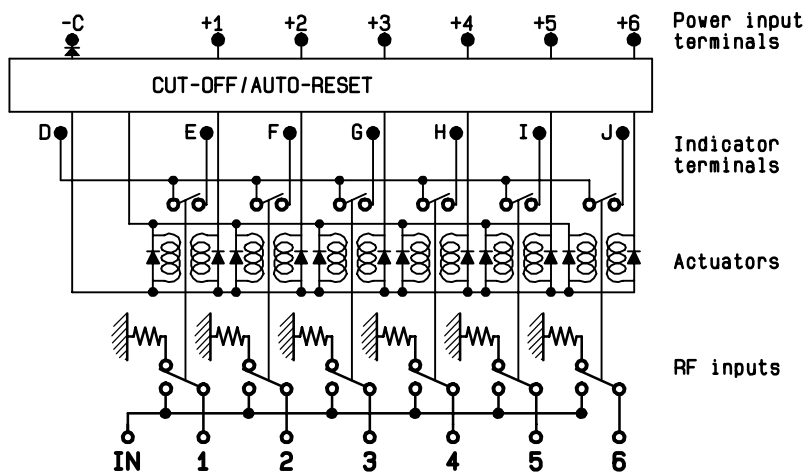 -C +1 +2 +3 +4 +5 +6
Power input
terminals
CUT-OFF/AUTO-RESET
D E F G H I J
Indicator
terminals
Actuators
RF inputs
IN 1 2 3 4 5 6